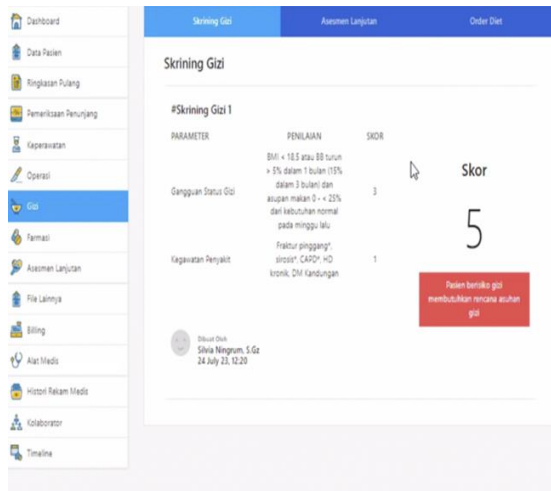 Dashboard
Data Pasien
Ringkasan Pulang
Pemeriksaan Penunjang
Keperawatan
Operasi
Gizi
Farmasi
Asesmen Lanjutan
File Lainnya
Billing
Alat Medis
Histori Rekam Medis
Kolaborator
Timeline
Skrining Gizi
Asesmen Lanjutan
Order Diet
Skrining Gizi
#Skrining Gizi 1
PARAMETER PENILAIAN SKOR
Gangguan Status Gizi
BMI < 18.5 atau BB turun
> 5% dalam 1 bulan (15%
dalam 3 bulan) dan
asupan makan 0 - < 25%
dari kebutuhan normal
pada minggu lalu
3
Kegawatan Penyakit
Fraktur pinggang*,
sirosis*, CAPD*, HD
kronik, DM Kandungan
1
Skor
5
Pasien berisiko gizi
membutuhkan rencana asuhan
gizi
Dibuat Oleh
Silvia Ningrum, S.Gz
24 July 23, 12:20